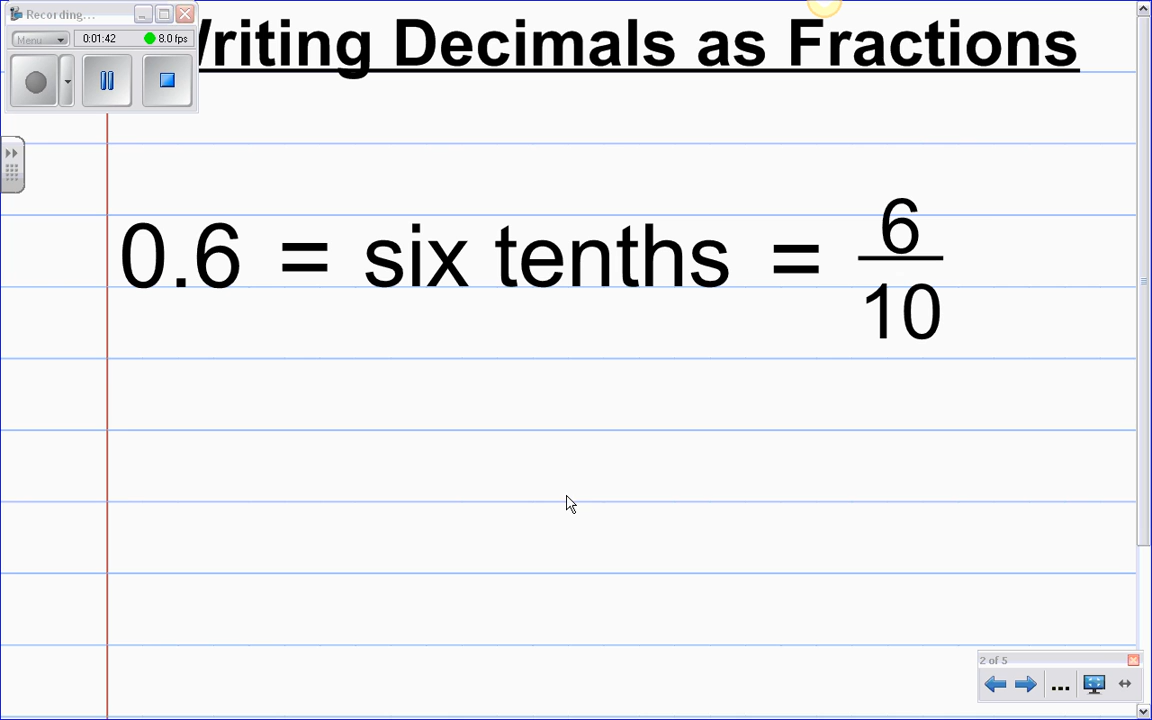 Recording...
Menu
0:01:42
8.0 fps
Writing Decimals as Fractions
0.6 = six tenths = 6/10
2 of 5
...